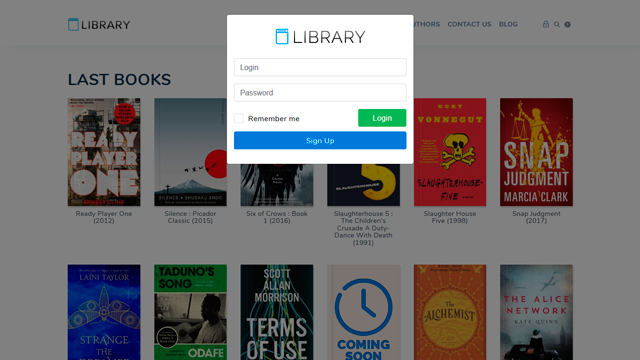 LIBRARY
AUTHORS CONTACT US BLOG
LIBRARY
Login
Password
Remember me
Login
Sign Up
LAST BOOKS
READY
PLAYER
ONE
SILENCE · SHUSAKU ENDO
SLAUGHTERHOUSE
KURT
VONNEGUT
SLAUGHTERHOUSE-
FIVE
SNAP
JUDGMENT
MARCIA CLARK
Ready Player One
(2012)
Silence : Picador
Classic (2015)
Six of Crows : Book
1 (2016)
Slaughterhouse 5 :
The Children's
Crusade A Duty-
Dance With Death
(1991)
Slaughter House
Five (1998)
Snap Judgment
(2017)
LAINI TAYLOR
STRANGE
THE
TADUNO'S
SONG
ODAFE
SCOTT
ALLAN
MORRISON
TERMS
OF USE
COMING
SOON
The
ALCHEMIST
THE ALICE
NETWORK
KATE QUINN